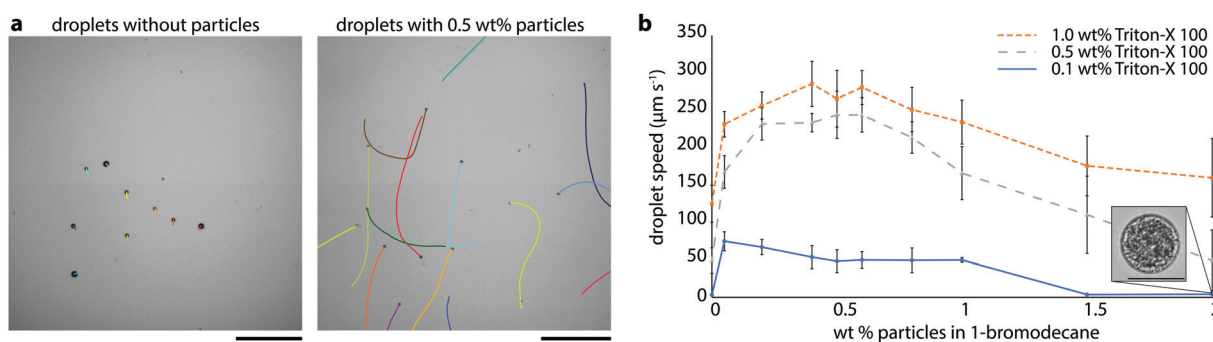 a
droplets without particles
droplets with 0.5 wt% particles
b
1.0 wt% Triton-X 100
0.5 wt% Triton-X 100
0.1 wt% Triton-X 100
350
300
250
200
150
100
50
0
droplet speed (µm s⁻¹)
0 0.5 1 1.5 2
wt % particles in 1-bromodecane